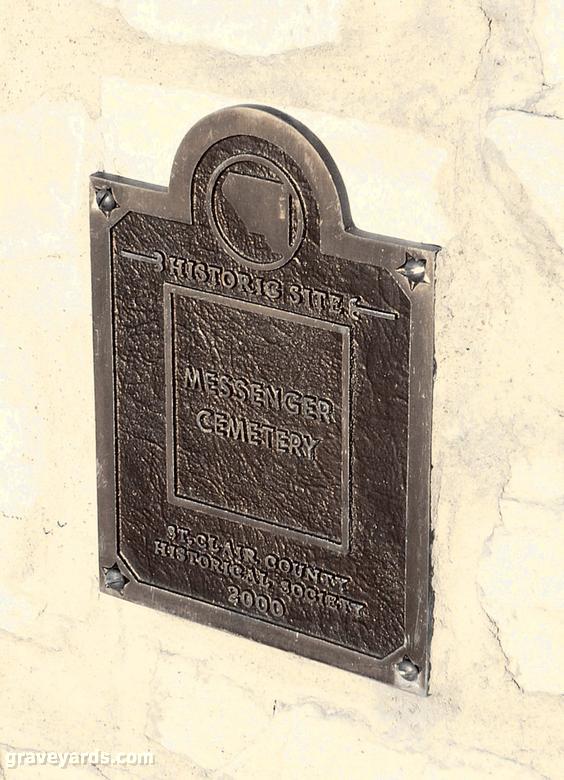 HISTORIC SITE
MESSENGER
CEMETERY
ST. CLAIR COUNTY
HISTORICAL SOCIETY
2000
graveyards.com